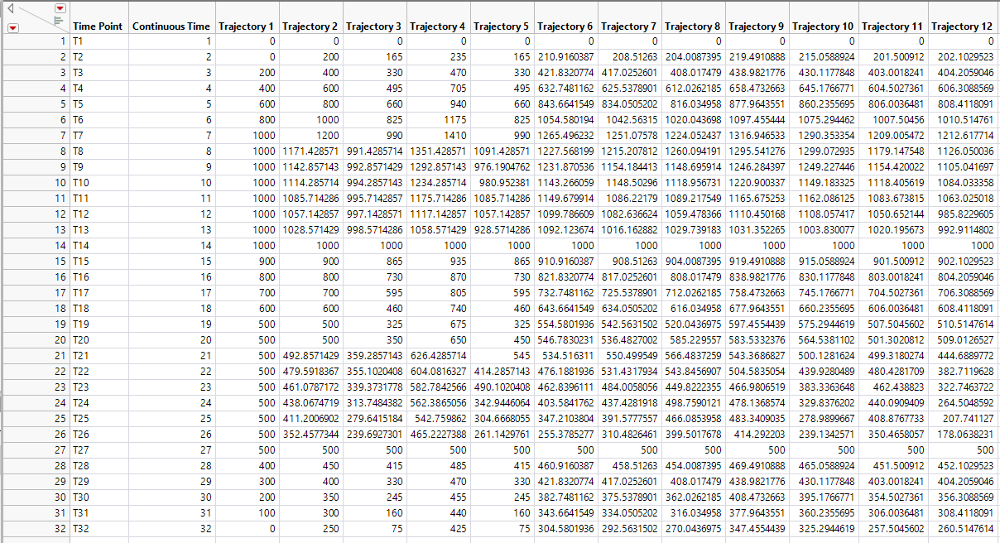 Time Point Continuous Time Trajectory 1 Trajectory 2 Trajectory 3 Trajectory 4 Trajectory 5 Trajectory 6 Trajectory 7 Trajectory 8 Trajectory 9 Trajectory 10 Trajectory 11 Trajectory 12
1 T1 1 0 0 0 0 0 0 0 0 0 0 0 0
2 T2 2 0 200 165 235 165 210.9160387 208.51263 204.0087395 219.4910888 215.0588924 201.500912 202.1029523
3 T3 3 200 400 330 470 330 421.8320774 417.0252601 408.017479 438.9821776 430.1177848 403.0018241 404.2059046
4 T4 4 400 600 495 705 495 632.7481162 625.5378901 612.0262185 658.4732663 645.1766771 604.5027361 606.3088569
5 T5 5 600 800 660 940 660 843.6641549 834.0505202 816.034958 877.9643551 860.2355695 806.0036481 808.4118091
6 T6 6 800 1000 825 1175 825 1054.580194 1042.56315 1020.043698 1097.455444 1075.294462 1007.50456 1010.514761
7 T7 7 1000 1200 990 1410 990 1265.496232 1251.07578 1224.052437 1316.946533 1290.353354 1209.005472 1212.617714
8 T8 8 1000 1171.428571 991.4285714 1351.428571 1091.428571 1227.568199 1215.207812 1260.094191 1295.541276 1299.072935 1179.147548 1126.050036
9 T9 9 1000 1142.857143 992.8571429 1292.857143 976.1904762 1231.870536 1154.184413 1148.695914 1246.284397 1249.227446 1154.420022 1105.041697
10 T10 10 1000 1114.285714 994.2857143 1234.285714 980.952381 1143.266059 1148.50296 1118.956731 1220.900337 1149.183325 1118.405619 1084.033358
11 T11 11 1000 1085.714286 995.7142857 1175.714286 1085.714286 1149.679914 1086.22179 1089.217549 1165.675253 1162.086125 1083.673815 1063.025018
12 T12 12 1000 1057.142857 997.1428571 1117.142857 1057.142857 1099.786609 1082.636624 1059.478366 1110.450168 1108.057417 1050.652144 985.8229605
13 T13 13 1000 1028.571429 998.5714286 1058.571429 928.5714286 1092.123674 1016.162882 1029.739183 1031.352265 1003.830077 1020.195673 992.9114802
14 T14 14 1000 1000 1000 1000 1000 1000 1000 1000 1000 1000 1000 1000
15 T15 15 900 900 865 935 865 910.9160387 908.51263 904.0087395 919.4910888 915.0588924 901.500912 902.1029523
16 T16 16 800 800 730 870 730 821.8320774 817.0252601 808.017479 838.9821776 830.1177848 803.0018241 804.2059046
17 T17 17 700 700 595 805 595 732.7481162 725.5378901 712.0262185 758.4732663 745.1766771 704.5027361 706.3088569
18 T18 18 600 600 460 740 460 643.6641549 634.0505202 616.034958 677.9643551 660.2355695 606.0036481 608.4118091
19 T19 19 500 500 325 675 325 554.5801936 542.5631502 520.0436975 597.4554439 575.2944619 507.5045602 510.5147614
20 T20 20 500 500 350 650 450 546.7830231 536.4827002 585.229557 583.5332376 564.5381102 501.3020812 509.0126527
21 T21 21 500 492.8571429 359.2857143 626.4285714 545 534.516311 550.499549 566.4837259 543.3686827 500.1281624 499.3180274 444.6889772
22 T22 22 500 479.5918367 355.1020408 604.0816327 414.2857143 476.1881936 531.4317934 543.8456907 504.5835054 439.9280489 480.4281709 382.7119628
23 T23 23 500 461.0787172 339.3731778 582.7842566 490.1020408 462.8396111 484.0058056 449.8222355 466.9806519 383.3363648 462.438823 322.7463722
24 T24 24 500 438.0674719 313.7484382 562.3865056 342.9446064 403.5841762 437.4281918 498.7590121 478.1368574 329.8376202 440.0909409 264.5048592
25 T25 25 500 411.2006902 279.6415184 542.759862 304.6668055 347.2103804 391.5777557 466.0853958 483.3409035 278.9899667 408.8767733 207.741127
26 T26 26 500 352.4577344 239.6927301 465.2227388 261.1429761 255.3785277 310.4826461 399.5017678 414.292203 239.1342571 350.4658057 178.0638231
27 T27 27 500 500 500 500 500 500 500 500 500 500 500 500
28 T28 28 400 450 415 485 415 460.9160387 458.51263 454.0087395 469.4910888 465.0588924 451.500912 452.1029523
29 T29 29 300 400 330 470 330 421.8320774 417.0252601 408.017479 438.9821776 430.1177848 403.0018241 404.2059046
30 T30 30 200 350 245 455 245 382.7481162 375.5378901 362.0262185 408.4732663 395.1766771 354.5027361 356.3088569
31 T31 31 100 300 160 440 160 343.6641549 334.0505202 316.034958 377.9643551 360.2355695 306.0036481 308.4118091
32 T32 32 0 250 75 425 75 304.5801936 292.5631502 270.0436975 347.4554439 325.2944619 257.5045602 260.5147614